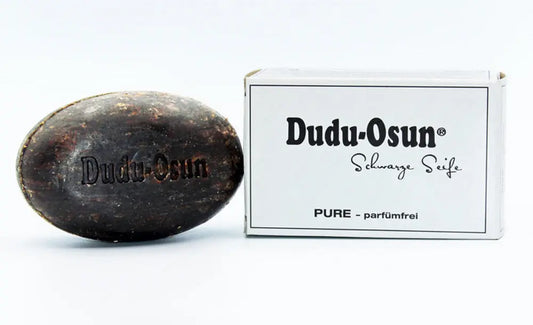 Dudu-Osun
Dudu-Osun®
Schwarze Seife
PURE - parfümfrei